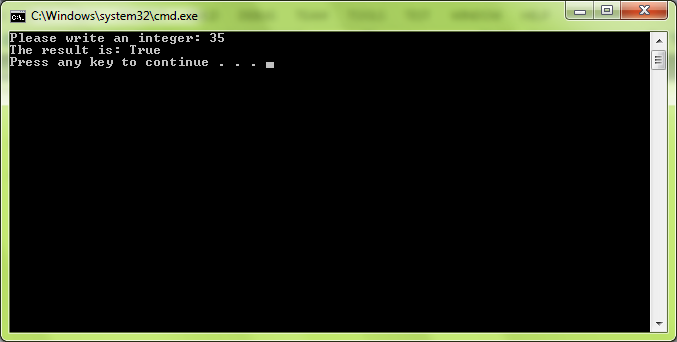 C:\Windows\system32\cmd.exe
Please write an integer: 35
The result is: True
Press any key to continue . . .